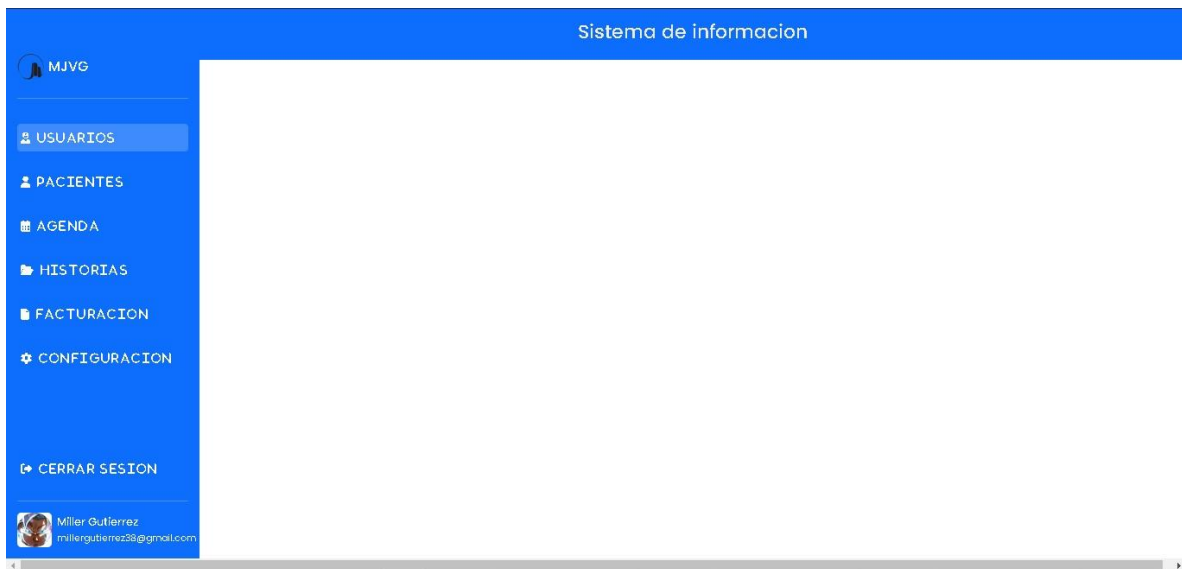 Sistema de informacion
MJVG
USUARIOS
PACIENTES
AGENDA
HISTORIAS
FACTURACION
CONFIGURACION
CERRAR SESION
Miller Gutierrez
millergutierrez38@gmail.com